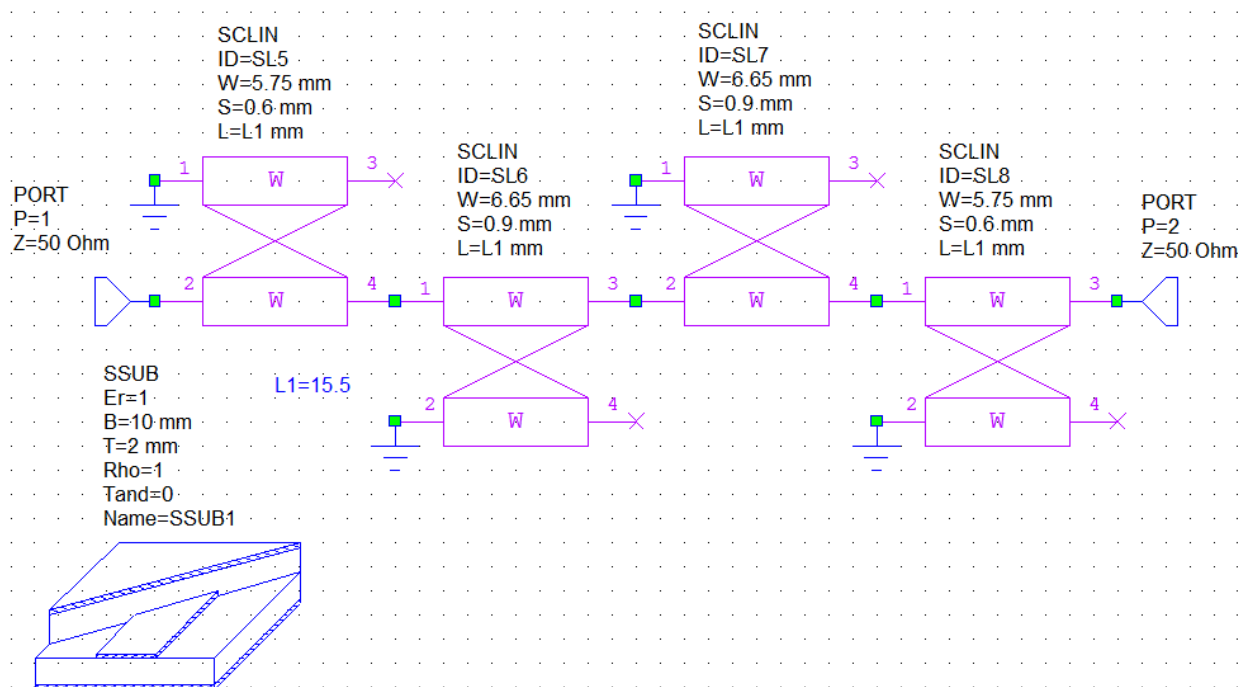 SCLIN
ID=SL5
W=5.75 mm
S=0.6 mm
L=L1 mm
SCLIN
ID=SL7
W=6.65 mm
S=0.9 mm
L=L1 mm
1
W
3
SCLIN
ID=SL6
W=6.65 mm
S=0.9 mm
L=L1 mm
1
W
3
SCLIN
ID=SL8
W=5.75 mm
S=0.6 mm
L=L1 mm
PORT
P=1
Z=50 Ohm
PORT
P=2
Z=50 Ohm
2
W
4
1
W
3
2
W
4
1
W
3
SSUB
Er=1
B=10 mm
T=2 mm
Rho=1
Tand=0
Name=SSUB1
L1=15.5
2
W
4
2
W
4